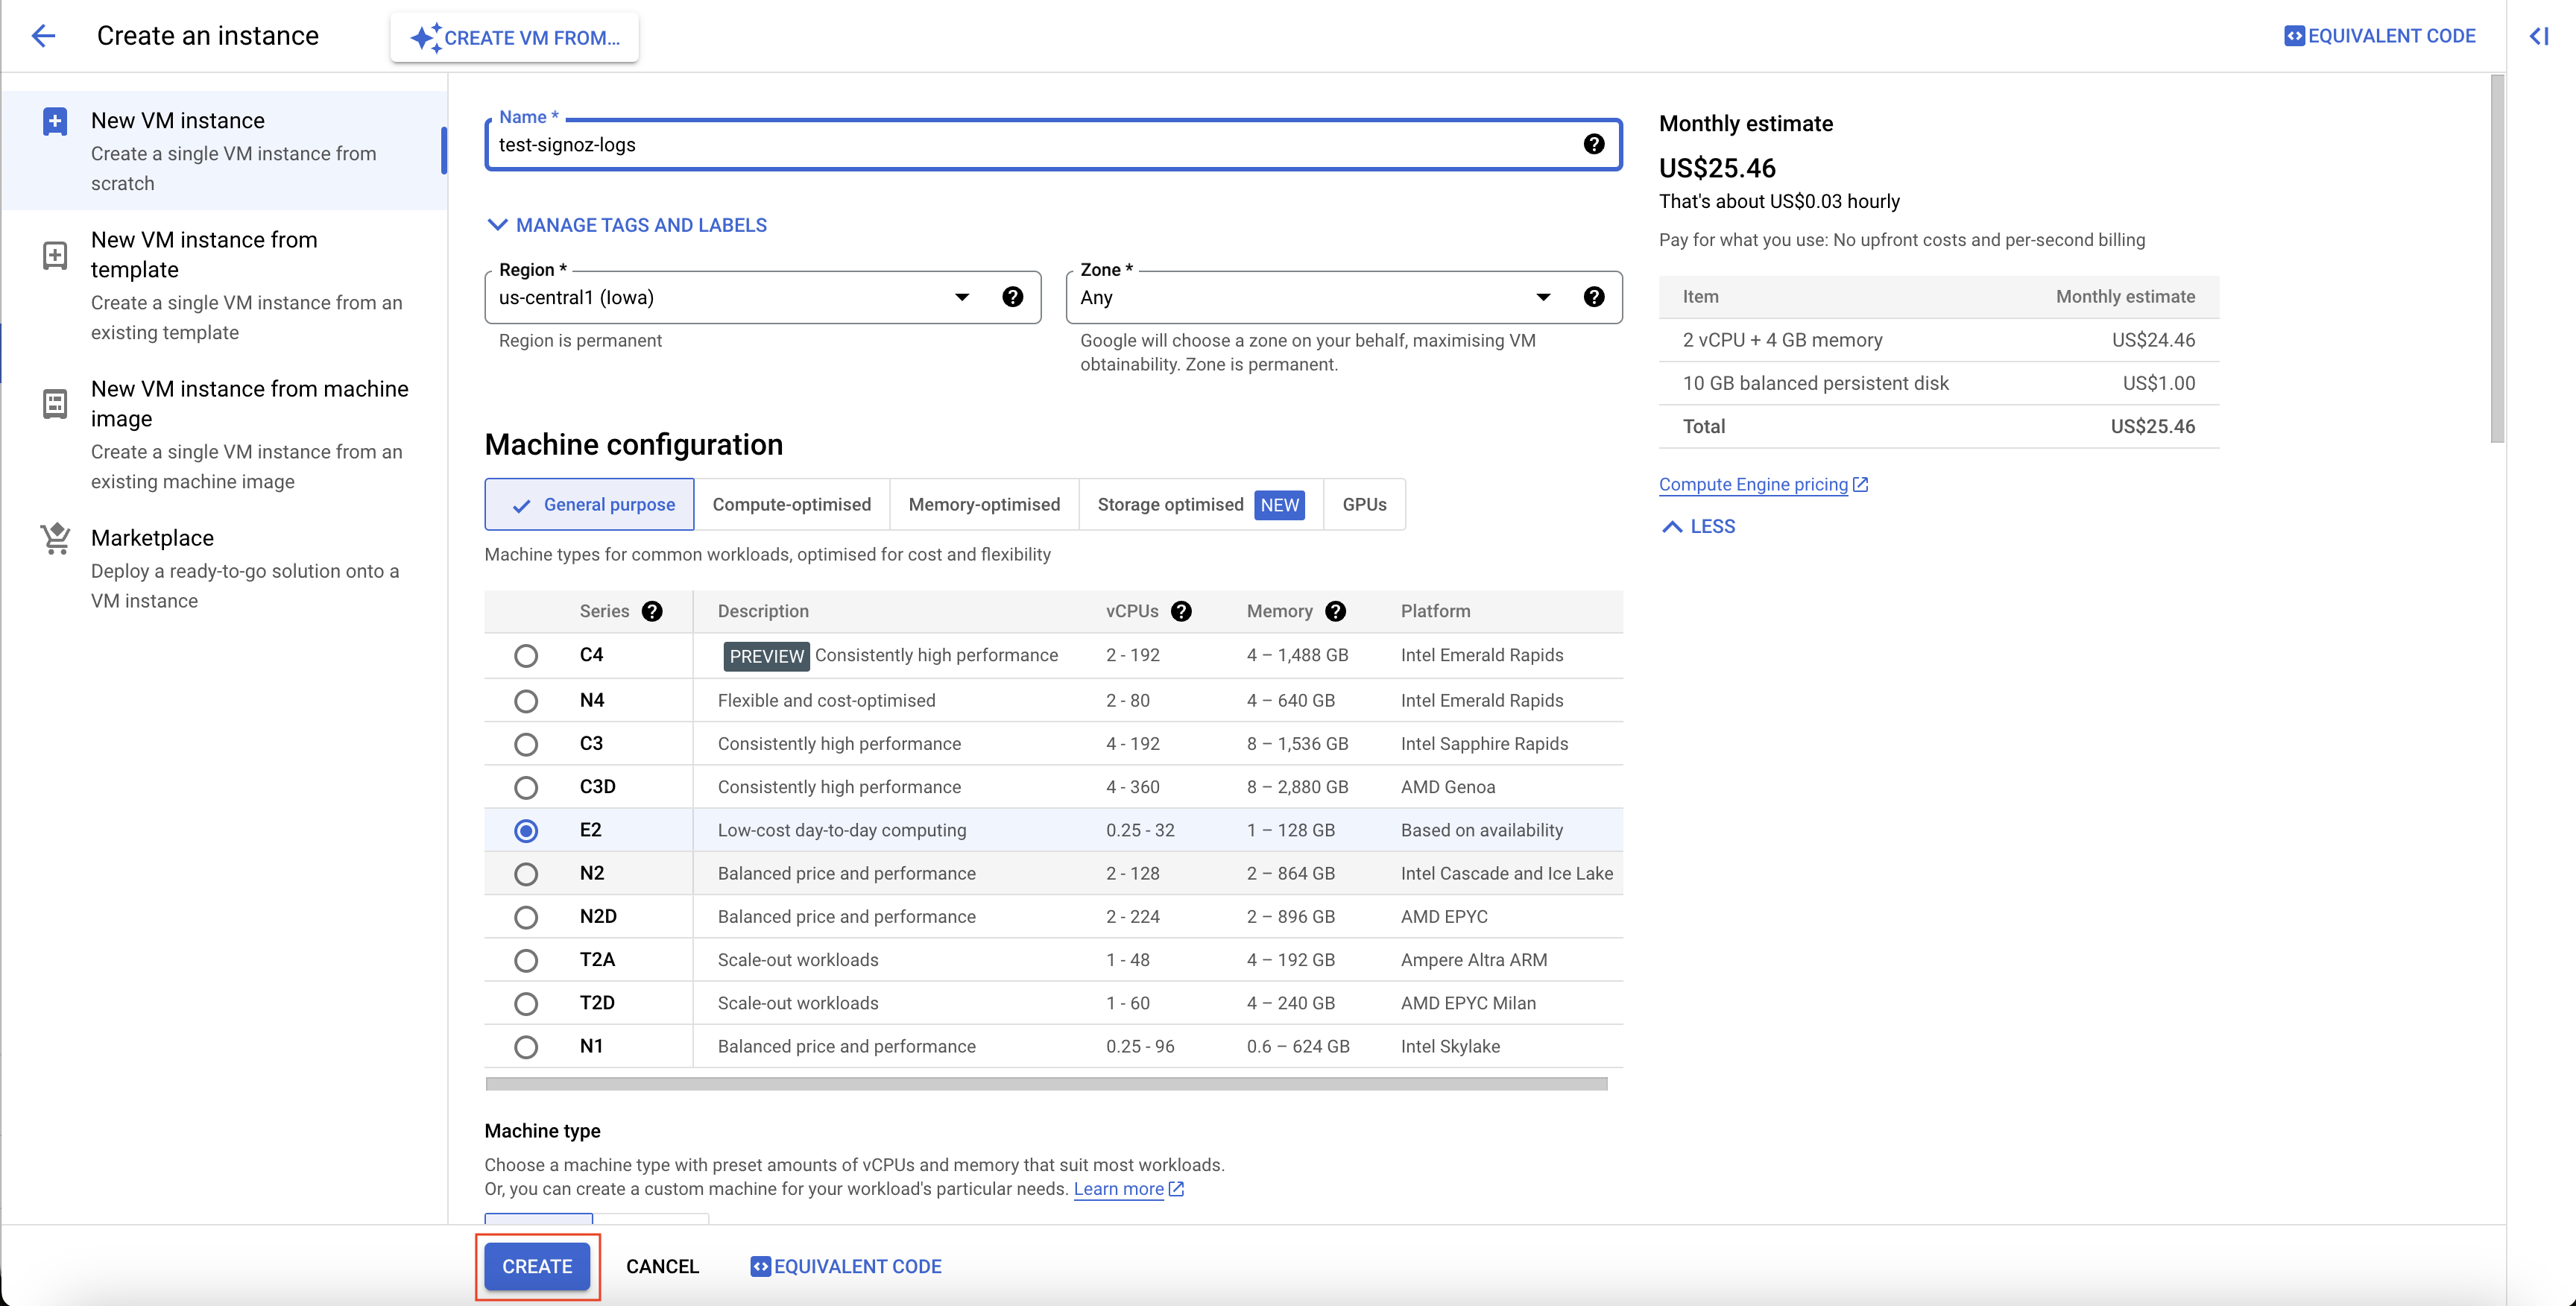 Create an instance
CREATE VM FROM...
EQUIVALENT CODE
New VM instance
Create a single VM instance from
scratch
New VM instance from
template
Create a single VM instance from an
existing template
New VM instance from machine
image
Create a single VM instance from an
existing machine image
Marketplace
Deploy a ready-to-go solution onto a
VM instance
Name *
test-signoz-logs
MANAGE TAGS AND LABELS
Region *
us-central1 (Iowa)
Region is permanent
Zone *
Any
Google will choose a zone on your behalf, maximising VM
obtainability. Zone is permanent.
Machine configuration
General purpose Compute-optimised Memory-optimised Storage optimised NEW GPUs
Machine types for common workloads, optimised for cost and flexibility
Series Description vCPUs Memory Platform
C4 PREVIEW Consistently high performance 2 - 192 4 – 1,488 GB Intel Emerald Rapids
N4 Flexible and cost-optimised 2 - 80 4 – 640 GB Intel Emerald Rapids
C3 Consistently high performance 4 - 192 8 – 1,536 GB Intel Sapphire Rapids
C3D Consistently high performance 4 - 360 8 – 2,880 GB AMD Genoa
E2 Low-cost day-to-day computing 0.25 - 32 1 – 128 GB Based on availability
N2 Balanced price and performance 2 - 128 2 – 864 GB Intel Cascade and Ice Lake
N2D Balanced price and performance 2 - 224 2 – 896 GB AMD EPYC
T2A Scale-out workloads 1 - 48 4 – 192 GB Ampere Altra ARM
T2D Scale-out workloads 1 - 60 4 – 240 GB AMD EPYC Milan
N1 Balanced price and performance 0.25 - 96 0.6 – 624 GB Intel Skylake
Machine type
Choose a machine type with preset amounts of vCPUs and memory that suit most workloads.
Or, you can create a custom machine for your workload's particular needs. Learn more
CREATE CANCEL EQUIVALENT CODE
Monthly estimate
US$25.46
That's about US$0.03 hourly
Pay for what you use: No upfront costs and per-second billing
Item Monthly estimate
2 vCPU + 4 GB memory US$24.46
10 GB balanced persistent disk US$1.00
Total US$25.46
Compute Engine pricing
LESS